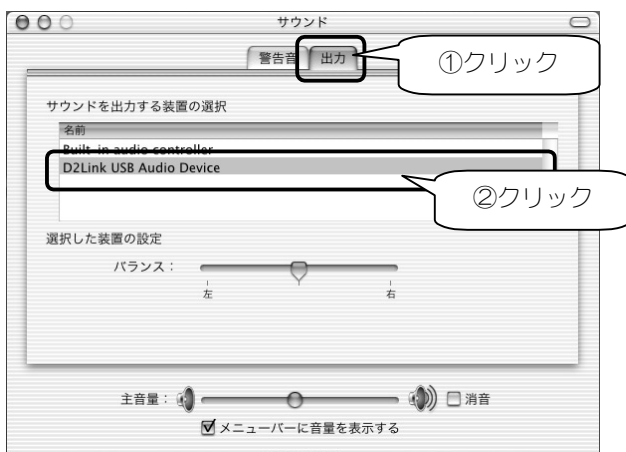 サウンド
警告音 出力
①クリック
サウンドを出力する装置の選択
名前
Built-in audio controller
D2Link USB Audio Device
②クリック
選択した装置の設定
バランス：
左 右
主音量： 消音
メニューバーに音量を表示する